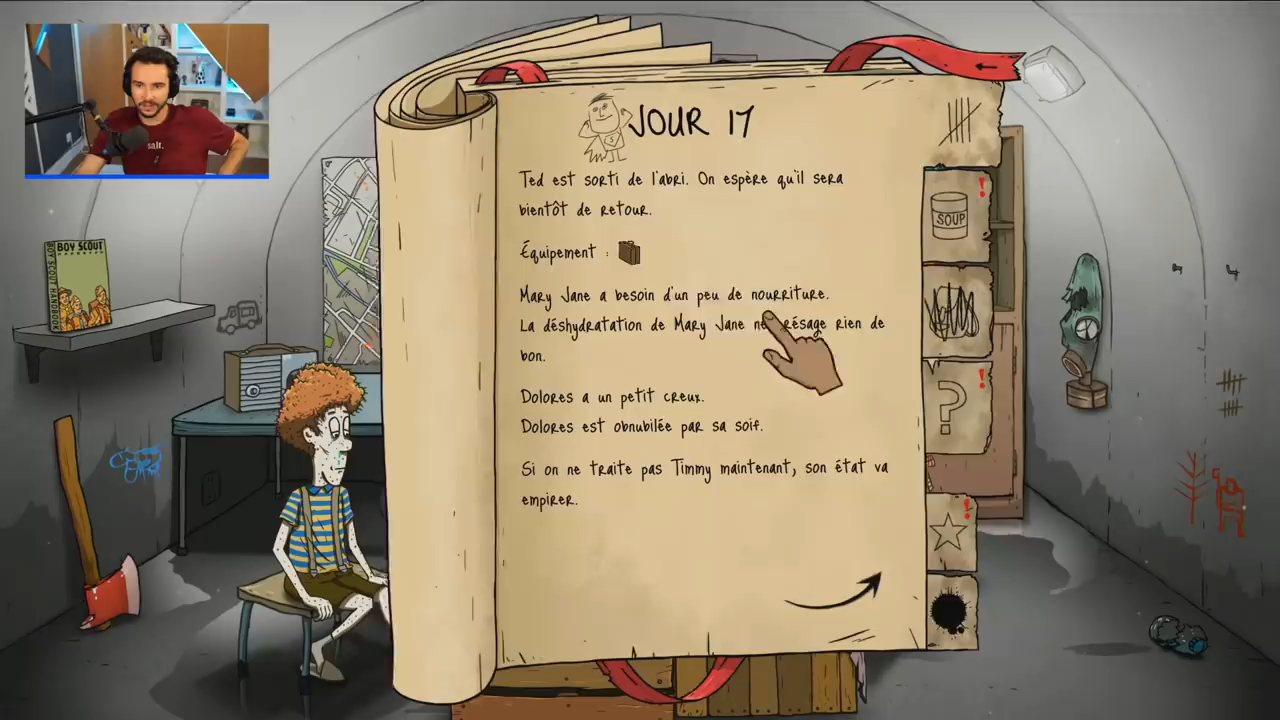 JOUR 17
Ted est sorti de l'abri. On espère qu'il sera
bientôt de retour.
Équipement :
Mary Jane a besoin d'un peu de nourriture.
La déshydratation de Mary Jane ne résage rien de
bon.
Dolores a un petit creux.
Dolores est obnubilée par sa soif.
Si on ne traite pas Timmy maintenant, son état va
empirer.
!
SOUP
!
?
!
BOY SCOUT
BOY SCOUT HANDBOOK
salt.